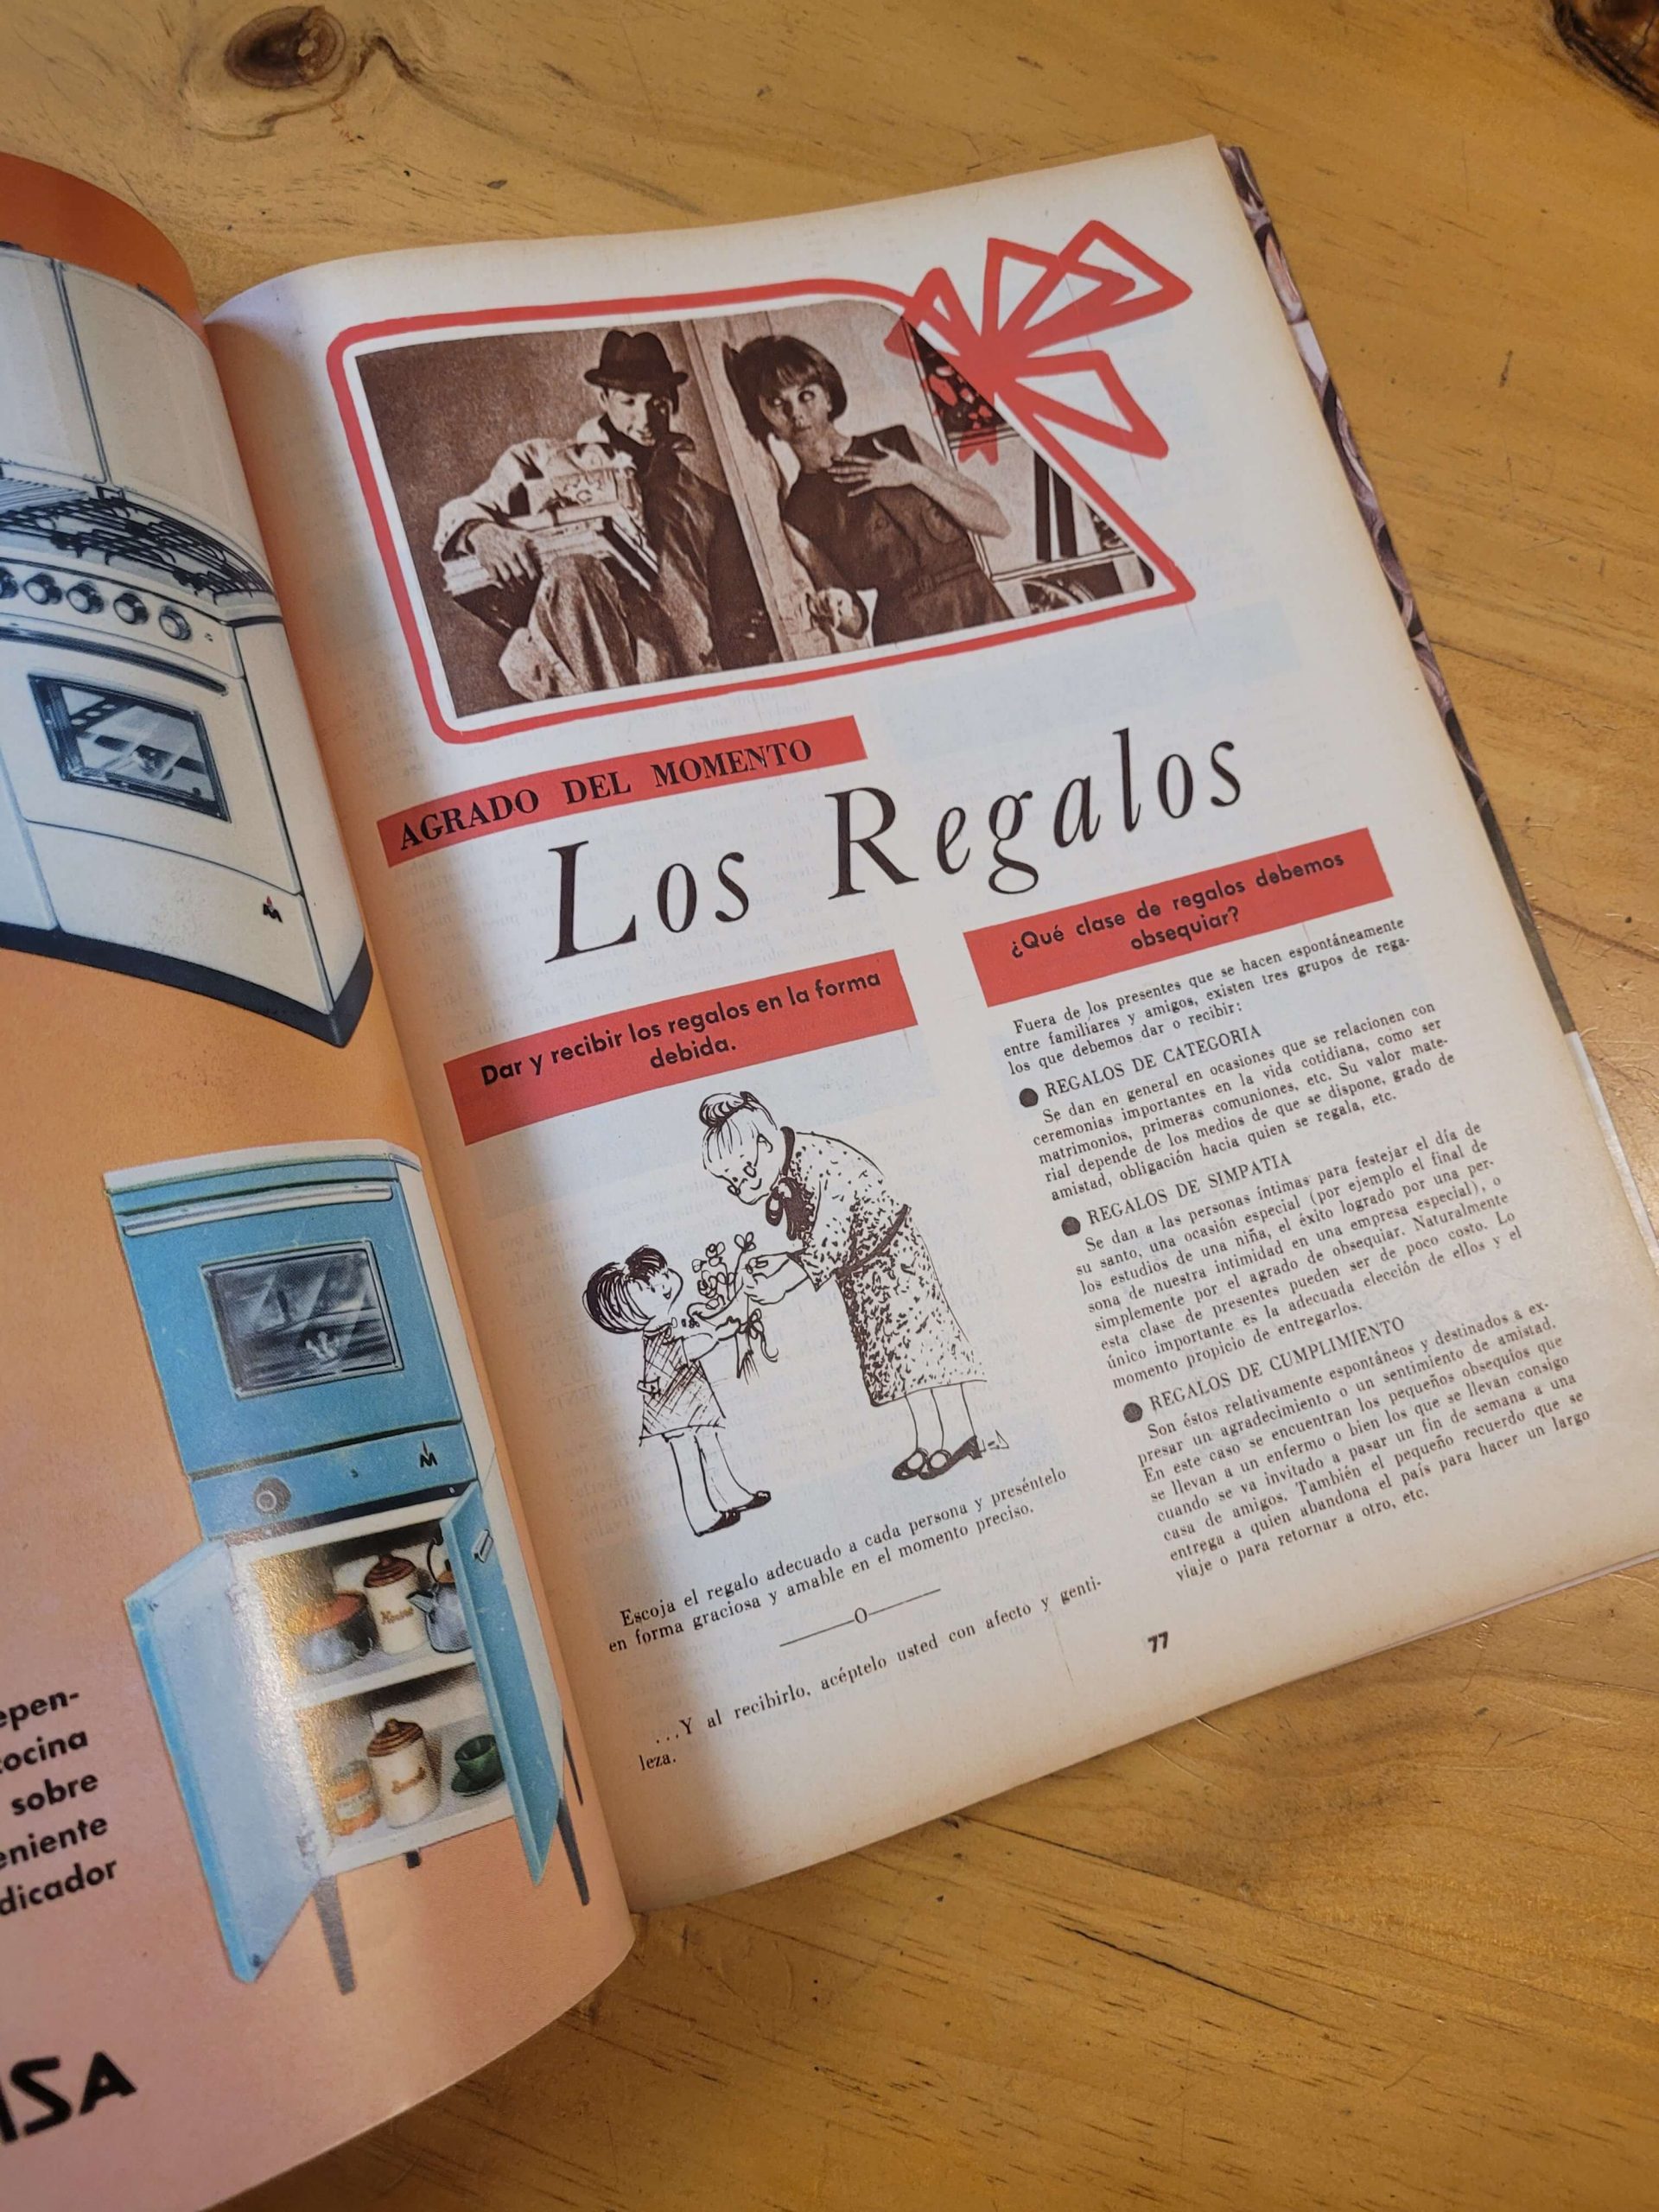 epen-
cocina
sobre
eniente
dicador
ISA
AGRADO DEL MOMENTO
Los Regalos
Dar y recibir los regalos en la forma
debida.
Escoja el regalo adecuado a cada persona y preséntelo
en forma graciosa y amable en el momento preciso.
—O—
...Y al recibirlo, acéptelo usted con afecto y genti-
leza.
¿Qué clase de regalos debemos
obsequiar?
Fuera de los presentes que se hacen espontáneamente
entre familiares y amigos, existen tres grupos de rega-
los que debemos dar o recibir:
● REGALOS DE CATEGORIA
Se dan en general en ocasiones que se relacionen con
ceremonias importantes en la vida cotidiana, como ser
matrimonios, primeras comuniones, etc. Su valor mate-
rial depende de los medios de que se dispone, grado de
amistad, obligación hacia quien se regala, etc.
● REGALOS DE SIMPATIA
Se dan a las personas íntimas para festejar el día de
su santo, una ocasión especial (por ejemplo el final de
los estudios de una niña, el éxito logrado por una per-
sona de nuestra intimidad en una empresa especial), o
simplemente por el agrado de obsequiar. Naturalmente
esta clase de presentes pueden ser de poco costo. Lo
único importante es la adecuada elección de ellos y el
momento propicio de entregarlos.
● REGALOS DE CUMPLIMIENTO
Son éstos relativamente espontáneos y destinados a ex-
presar un agradecimiento o un sentimiento de amistad.
En este caso se encuentran los pequeños obsequios que
se llevan a un enfermo o bien los que se llevan consigo
cuando se va invitado a pasar un fin de semana a una
casa de amigos. También el pequeño recuerdo que se
entrega a quien abandona el país para hacer un largo
viaje o para retornar a otro, etc.
77